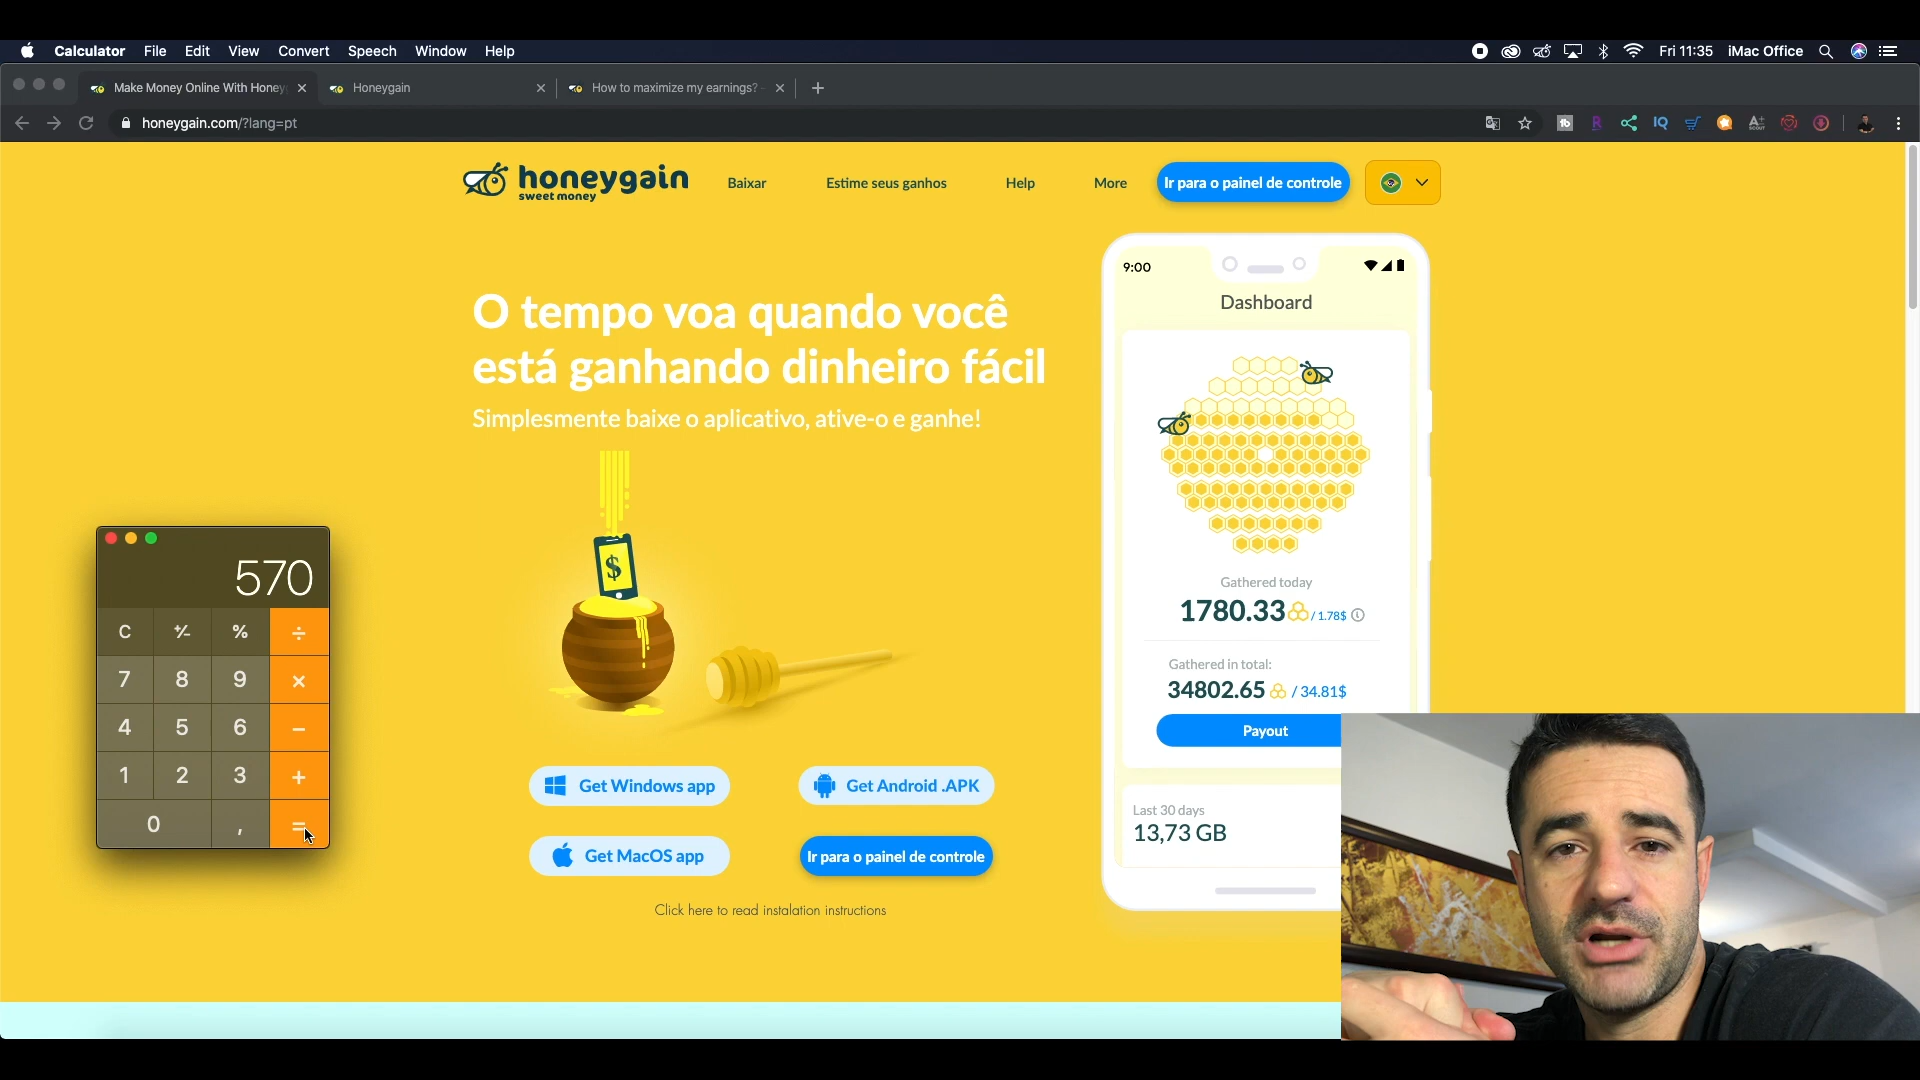 Calculator File Edit View Convert Speech Window Help
Fri 11:35 iMac Office
Make Money Online With Honey
Honeygain
How to maximize my earnings? -
honeygain.com/?lang=pt
honeygain
sweet money
Baixar
Estime seus ganhos
Help
More
Ir para o painel de controle
O tempo voa quando você
está ganhando dinheiro fácil
Simplesmente baixe o aplicativo, ative-o e ganhe!
$
Get Windows app
Get Android .APK
Get MacOS app
Ir para o painel de controle
Click here to read instalation instructions
9:00
Dashboard
Gathered today
1780.33 / 1.78$
Gathered in total:
34802.65 / 34.81$
Payout
Last 30 days
13,73 GB
570
C ⁺∕₋ % ÷
7 8 9 ×
4 5 6 −
1 2 3 +
0 , =